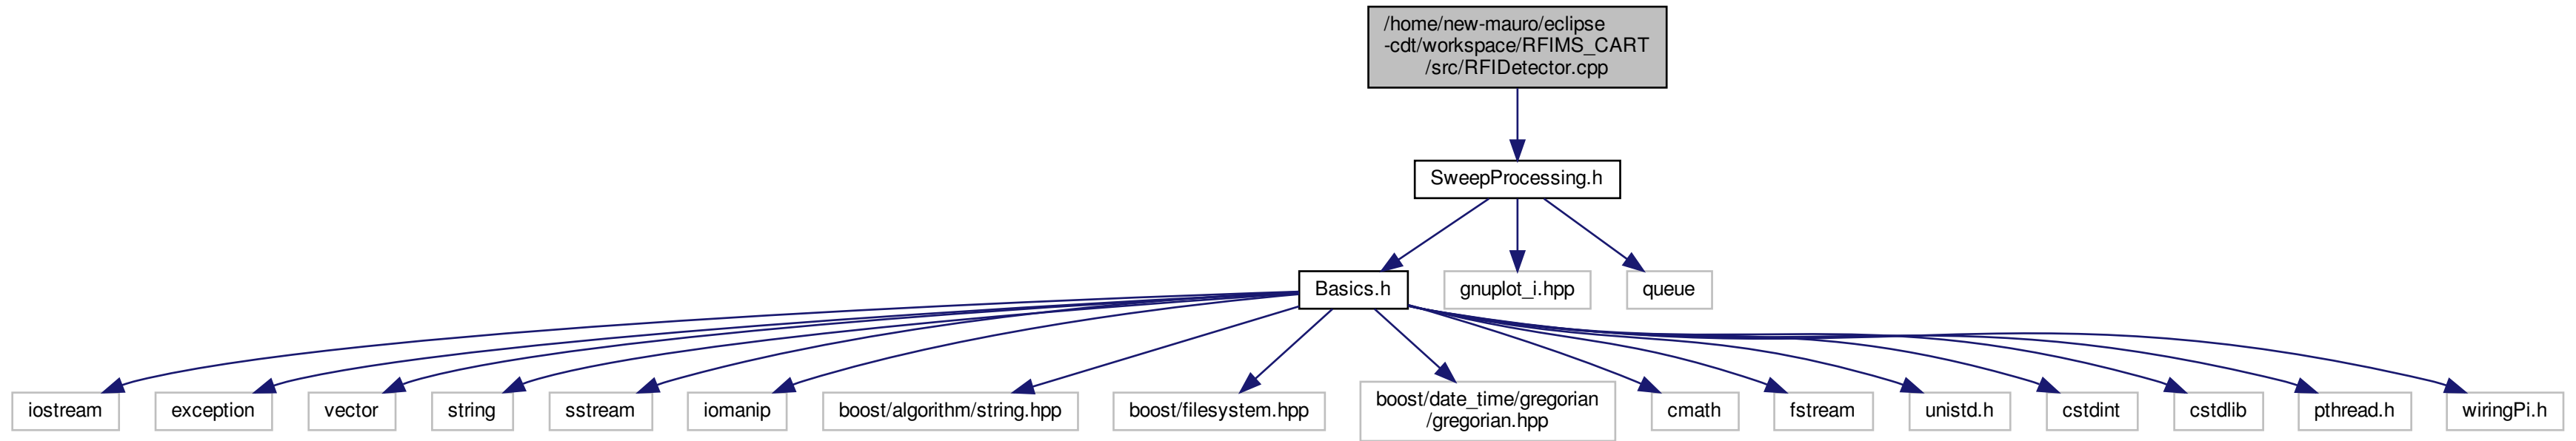 /home/new-mauro/eclipse
-cdt/workspace/RFIMS_CART
/src/RFIDetector.cpp
SweepProcessing.h
Basics.h
gnuplot_i.hpp
queue
iostream
exception
vector
string
sstream
iomanip
boost/algorithm/string.hpp
boost/filesystem.hpp
boost/date_time/gregorian
/gregorian.hpp
cmath
fstream
unistd.h
cstdint
cstdlib
pthread.h
wiringPi.h